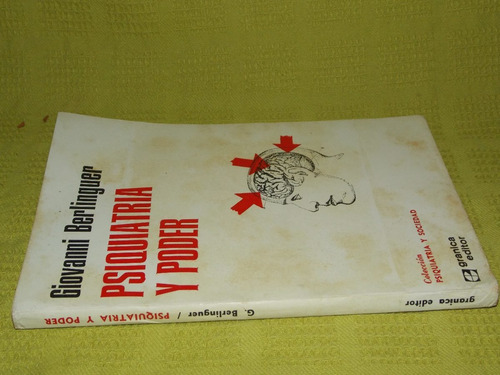 Giovanni Berlinguer
PSIQUIATRIA
Y PODER
Colección
PSIQUIATRIA Y SOCIEDAD
granica
editor
G. Berlinguer / PSIQUIATRIA Y PODER
granica editor